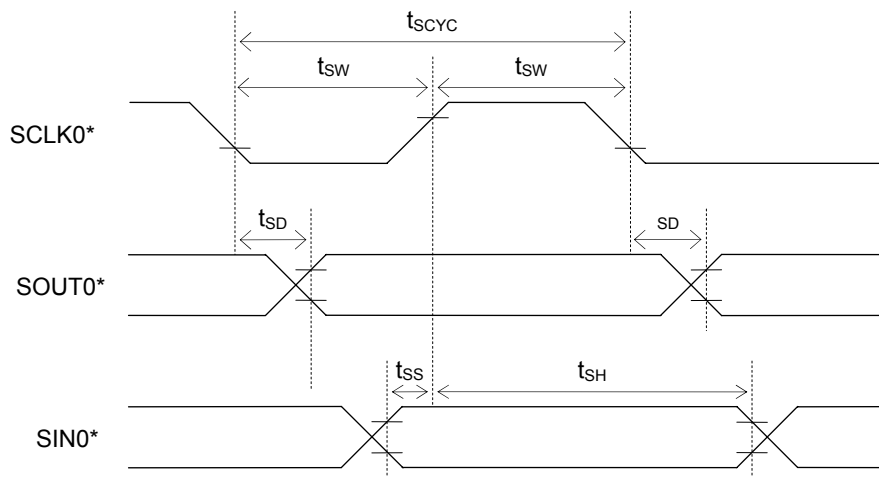 tSCYC
tSW tSW
SCLK0*
tSD SD
SOUT0*
tSS tSH
SIN0*